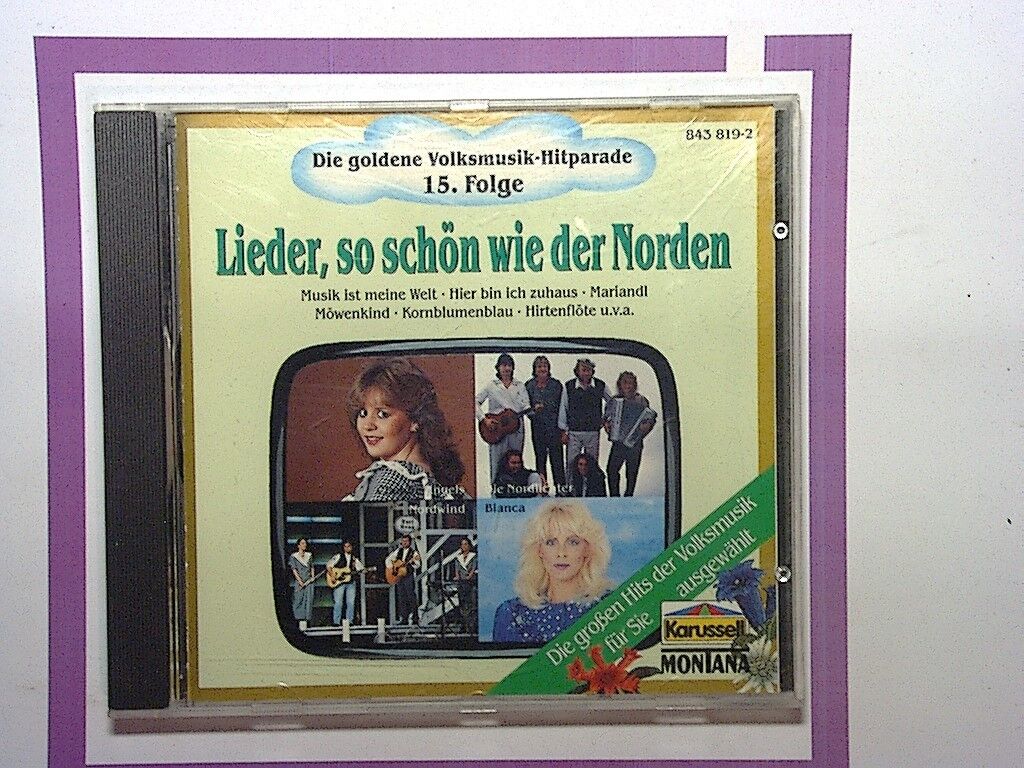 843 819-2
Die goldene Volksmusik-Hitparade
15. Folge
Lieder, so schön wie der Norden
Musik ist meine Welt · Hier bin ich zuhaus · Mariandl
Möwenkind · Kornblumenblau · Hirtenflöte u.v.a.
Die Nordlichter
Nordwind
Blanca
Die großen Hits der Volksmusik
für Sie ausgewählt
Karussell
MONTANA